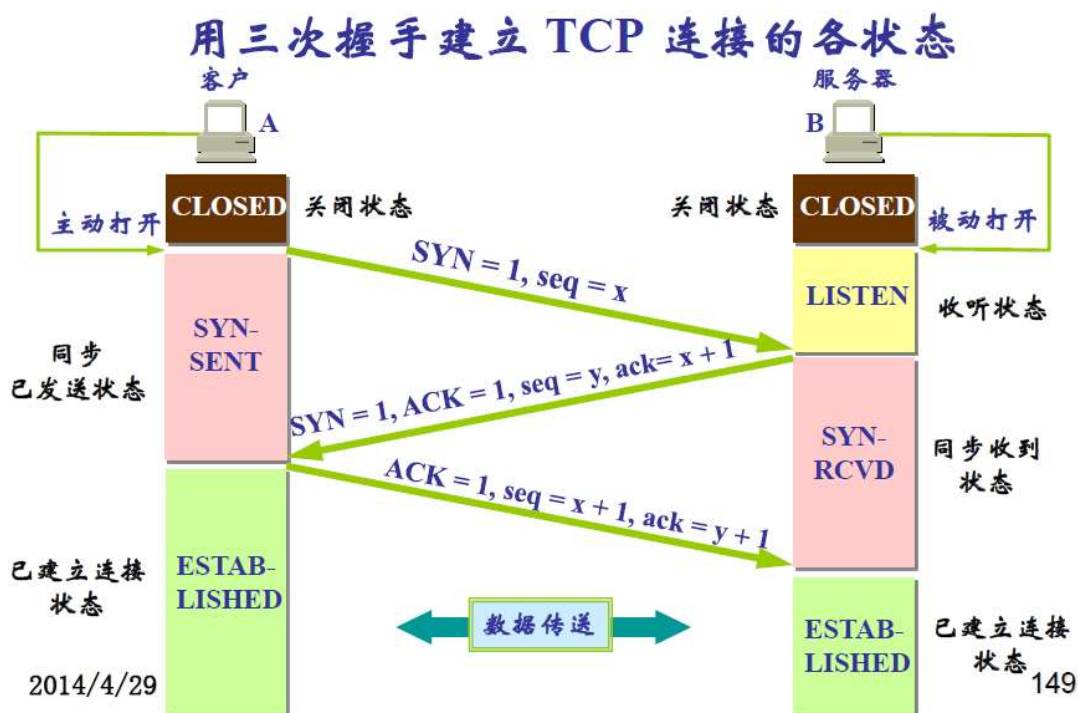 用三次握手建立 TCP 连接的各状态
客户
服务器
A
B
CLOSED
关闭状态
关闭状态
CLOSED
主动打开
被动打开
SYN = 1, seq = x
LISTEN
收听状态
SYN-
SENT
同步
已发送状态
SYN = 1, ACK = 1, seq = y, ack= x + 1
SYN-
RCVD
同步收到
状态
ACK = 1, seq = x + 1, ack = y + 1
ESTAB-
LISHED
已建立连接
状态
数据传送
ESTAB-
LISHED
已建立连接
状态
2014/4/29
149